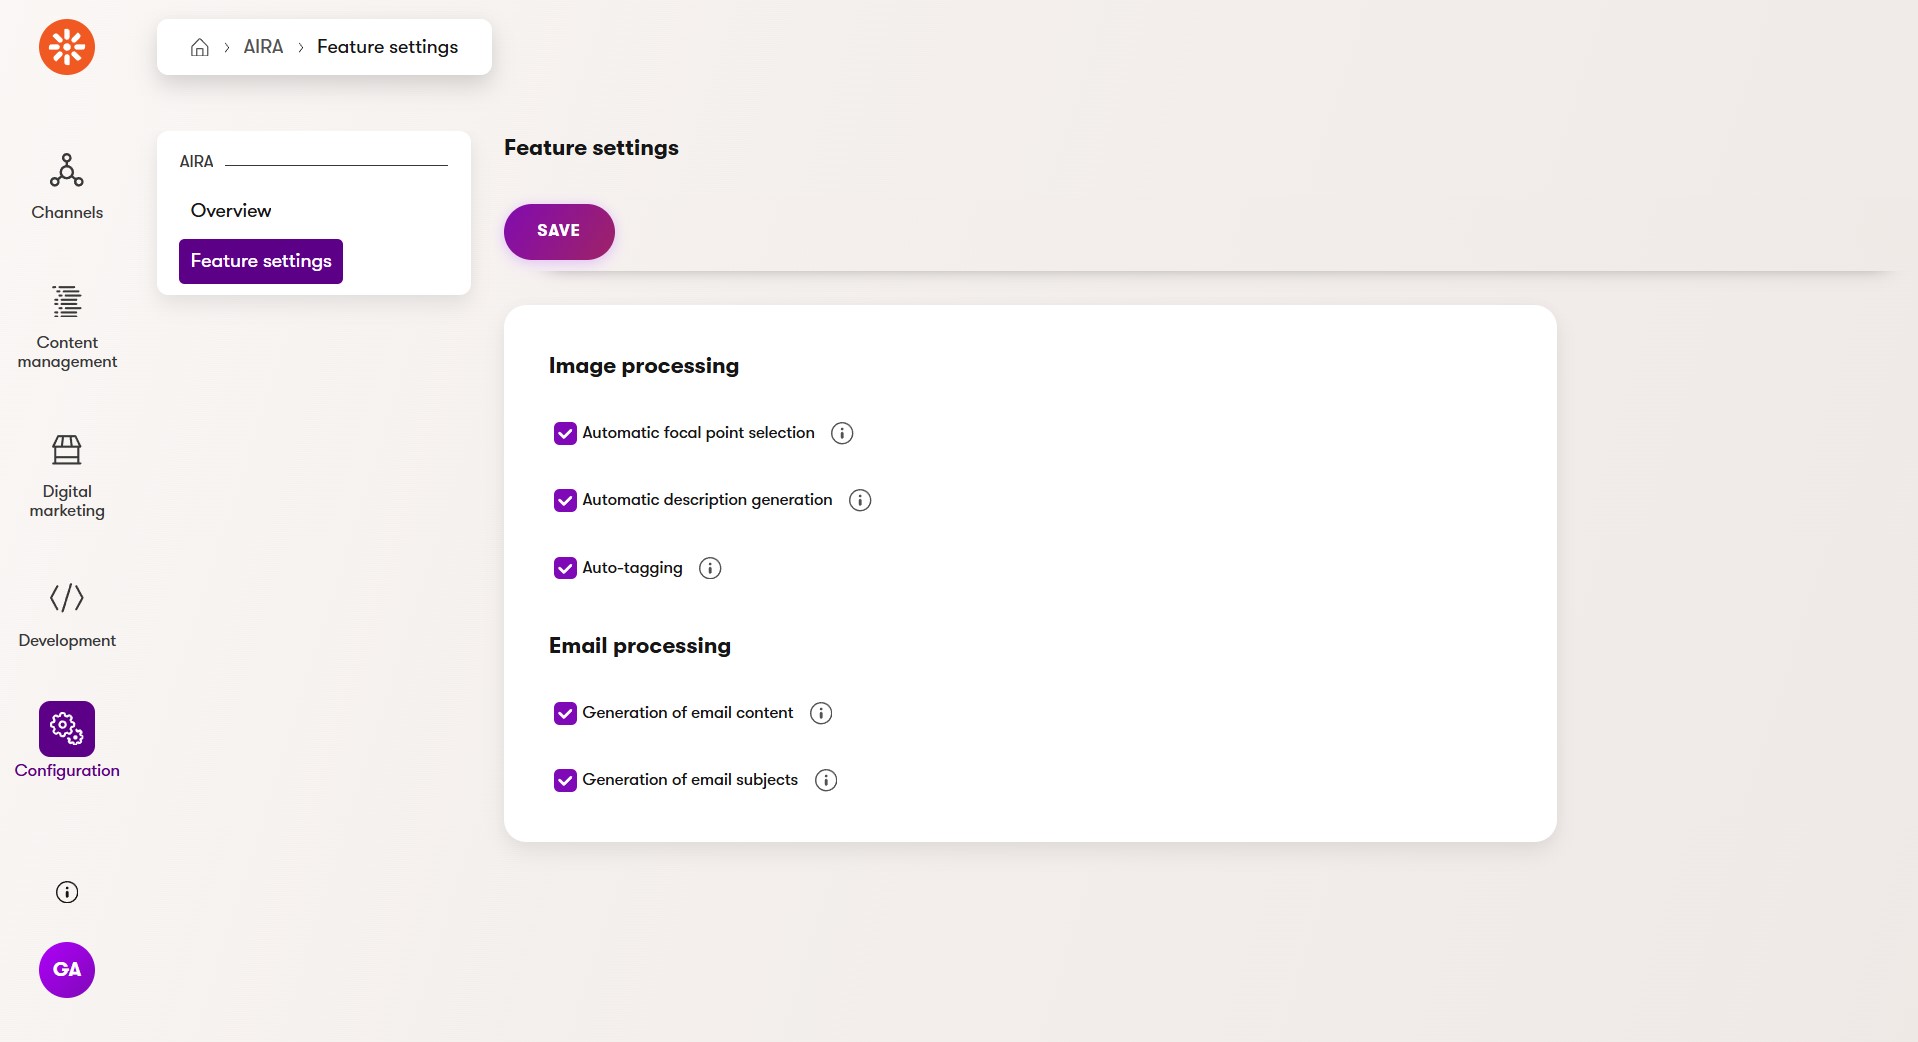 AIRA
Feature settings
Channels
Content
management
Digital
marketing
Development
Configuration
GA
AIRA
Overview
Feature settings
Feature settings
SAVE
Image processing
Automatic focal point selection
Automatic description generation
Auto-tagging
Email processing
Generation of email content
Generation of email subjects